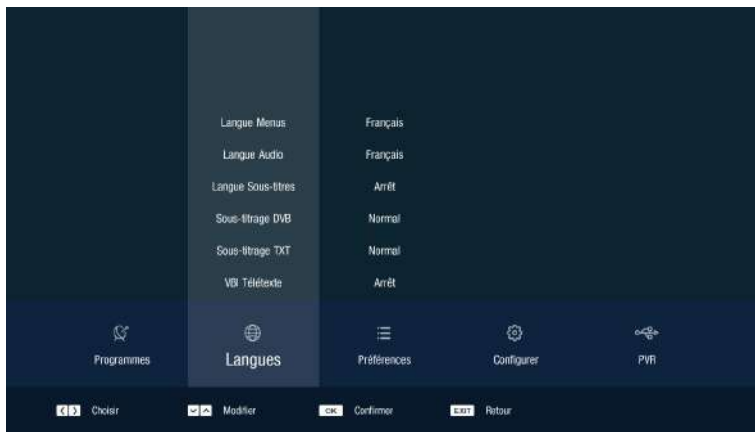 Langue Menus Français
Langue Audio Français
Langue Sous-titres Arrêt
Sous-titrage DVB Normal
Sous-titrage TXT Normal
VBI Télétexte Arrêt
Programmes Langues Préférences Configurer PVR
Choisir Modifier OK Confirmer EXIT Retour